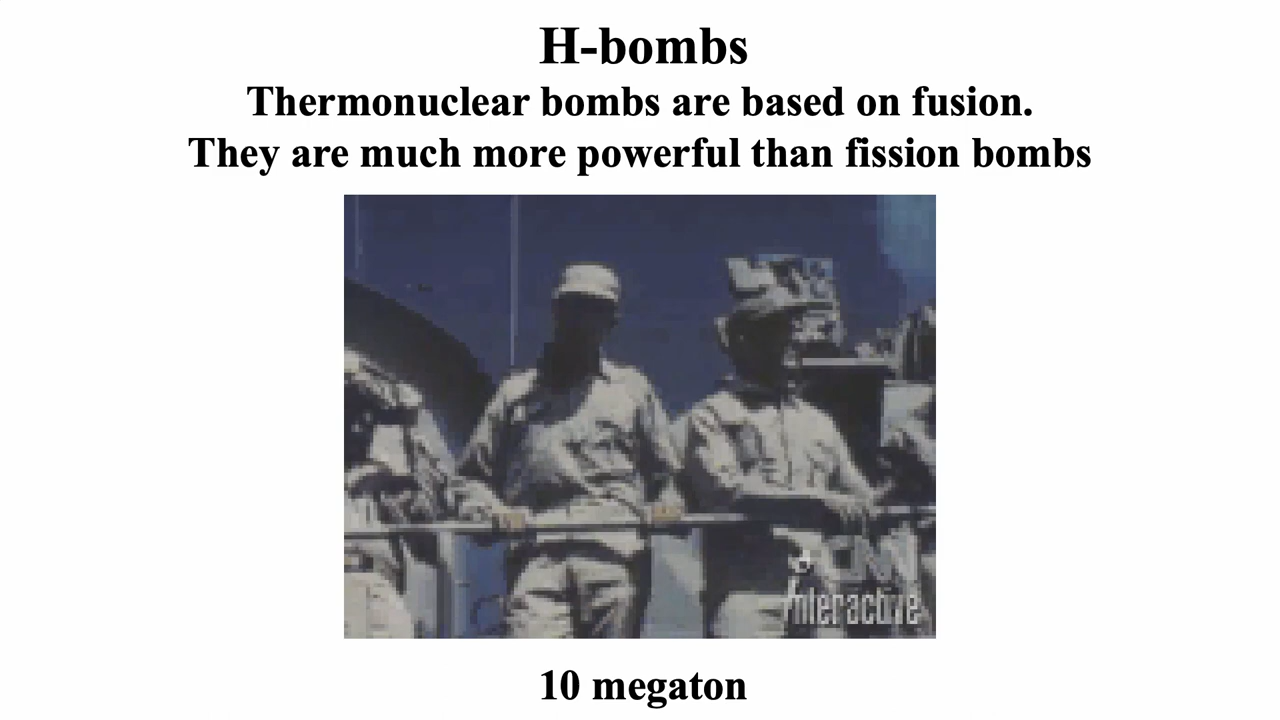 H-bombs
Thermonuclear bombs are based on fusion.
They are much more powerful than fission bombs
interactive
10 megaton